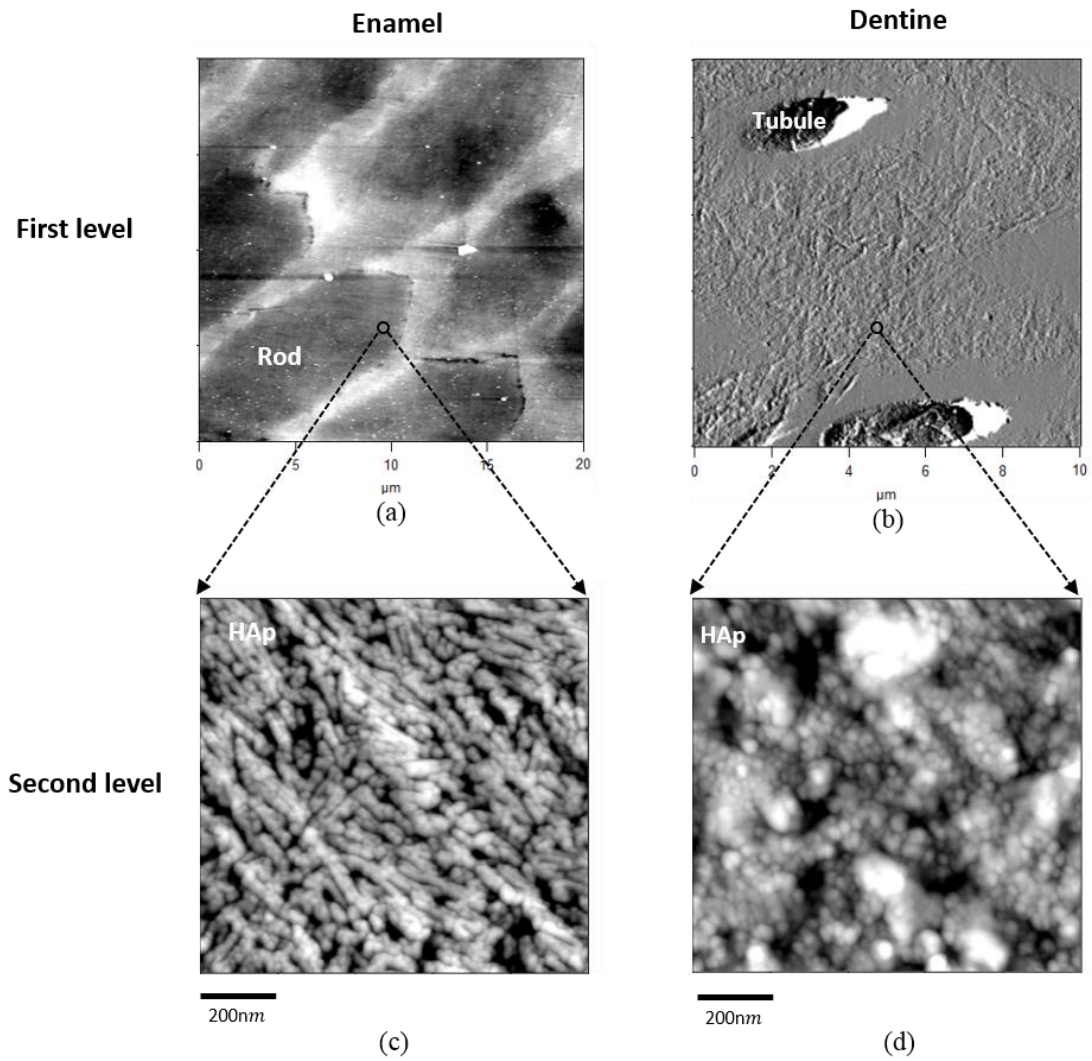 Enamel
Dentine
First level
Tubule
Rod
0 5 10 15 20
µm
(a)
0 2 4 6 8 10
µm
(b)
Second level
HAp
HAp
200nm
200nm
(c)
(d)